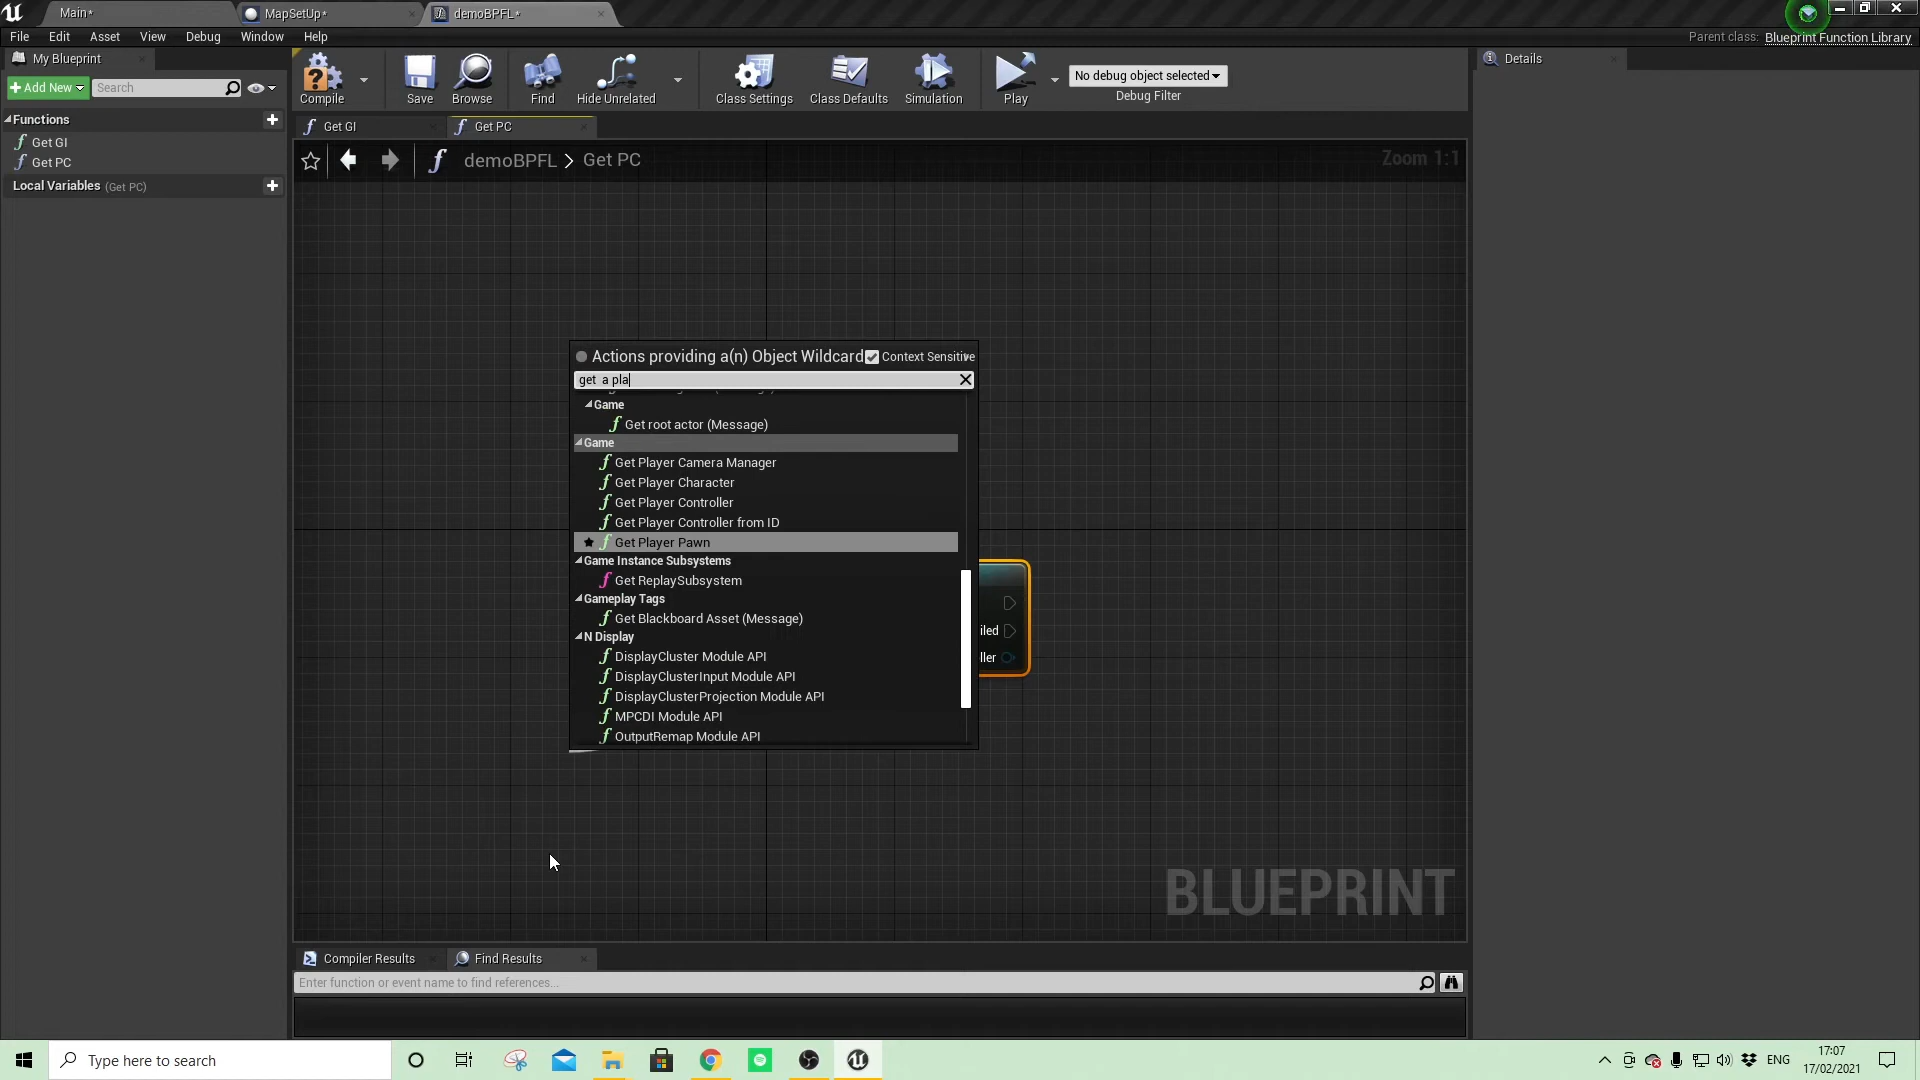 Main*
MapSetUp*
demoBPFL*
File Edit Asset View Debug Window Help
Parent class: Blueprint Function Library
My Blueprint
Add New
Search
Compile
Save
Browse
Find
Hide Unrelated
Class Settings
Class Defaults
Simulation
Play
No debug object selected
Debug Filter
Details
Functions
Get GI
Get PC
Local Variables (Get PC)
Get GI
Get PC
demoBPFL > Get PC
Zoom 1:1
Actions providing a(n) Object Wildcard
Context Sensitive
get  a pla
Game
Get root actor (Message)
Game
Get Player Camera Manager
Get Player Character
Get Player Controller
Get Player Controller from ID
Get Player Pawn
Game Instance Subsystems
Get ReplaySubsystem
Gameplay Tags
Get Blackboard Asset (Message)
N Display
DisplayCluster Module API
DisplayClusterInput Module API
DisplayClusterProjection Module API
MPCDI Module API
OutputRemap Module API
iled
ller
BLUEPRINT
Compiler Results
Find Results
Enter function or event name to find references...
Type here to search
ENG
17:07
17/02/2021